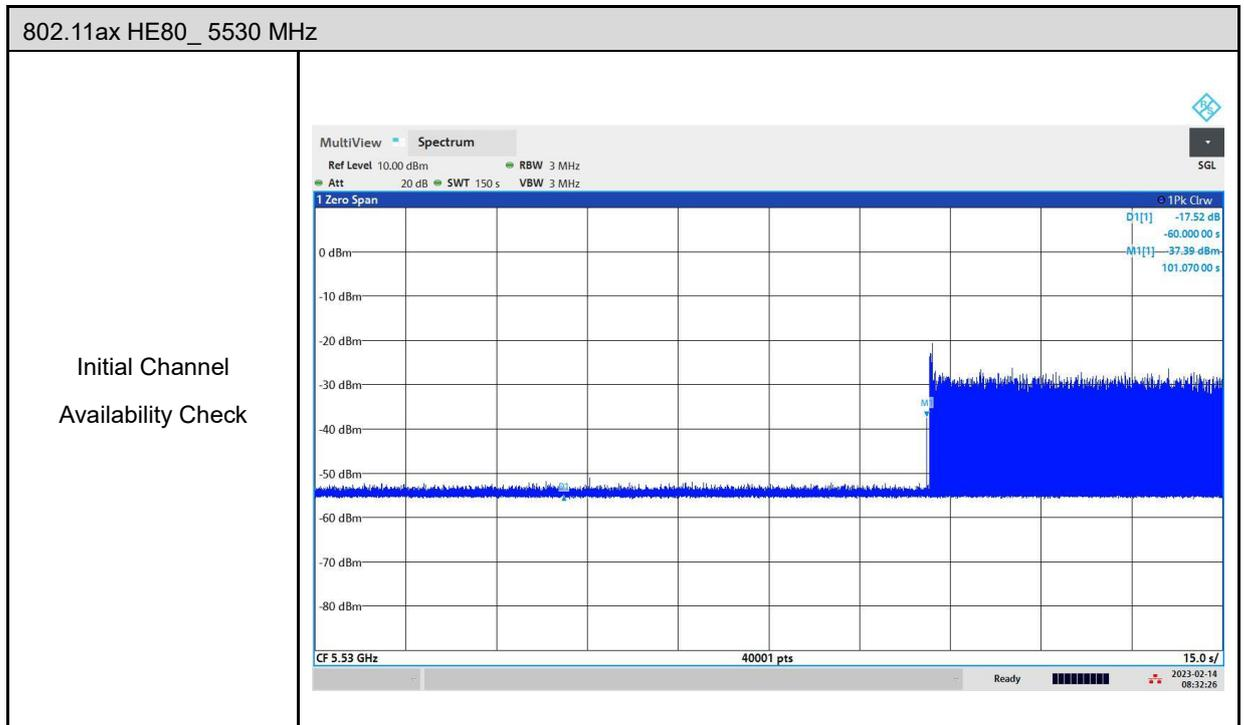 802.11ax HE80_ 5530 MHz
Initial Channel
Availability Check
R&S
MultiView Spectrum
Ref Level 10.00 dBm RBW 3 MHz SGL
Att 20 dB SWT 150 s VBW 3 MHz
1 Zero Span 1Pk Clrw
D1[1] -17.52 dB
-60.000 00 s
M1[1] -37.39 dBm
101.070 00 s
0 dBm
-10 dBm
-20 dBm
-30 dBm
M1
-40 dBm
-50 dBm
D1
-60 dBm
-70 dBm
-80 dBm
CF 5.53 GHz 40001 pts 15.0 s/
Ready 2023-02-14
08:32:26